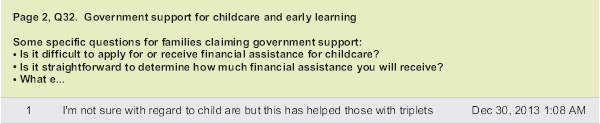 Page 2, Q32.  Government support for childcare and early learning
Some specific questions for families claiming government support:
• Is it difficult to apply for or receive financial assistance for childcare?
• Is it straightforward to determine how much financial assistance you will receive?
• What e...
1 I'm not sure with regard to child are but this has helped those with triplets Dec 30, 2013 1:08 AM